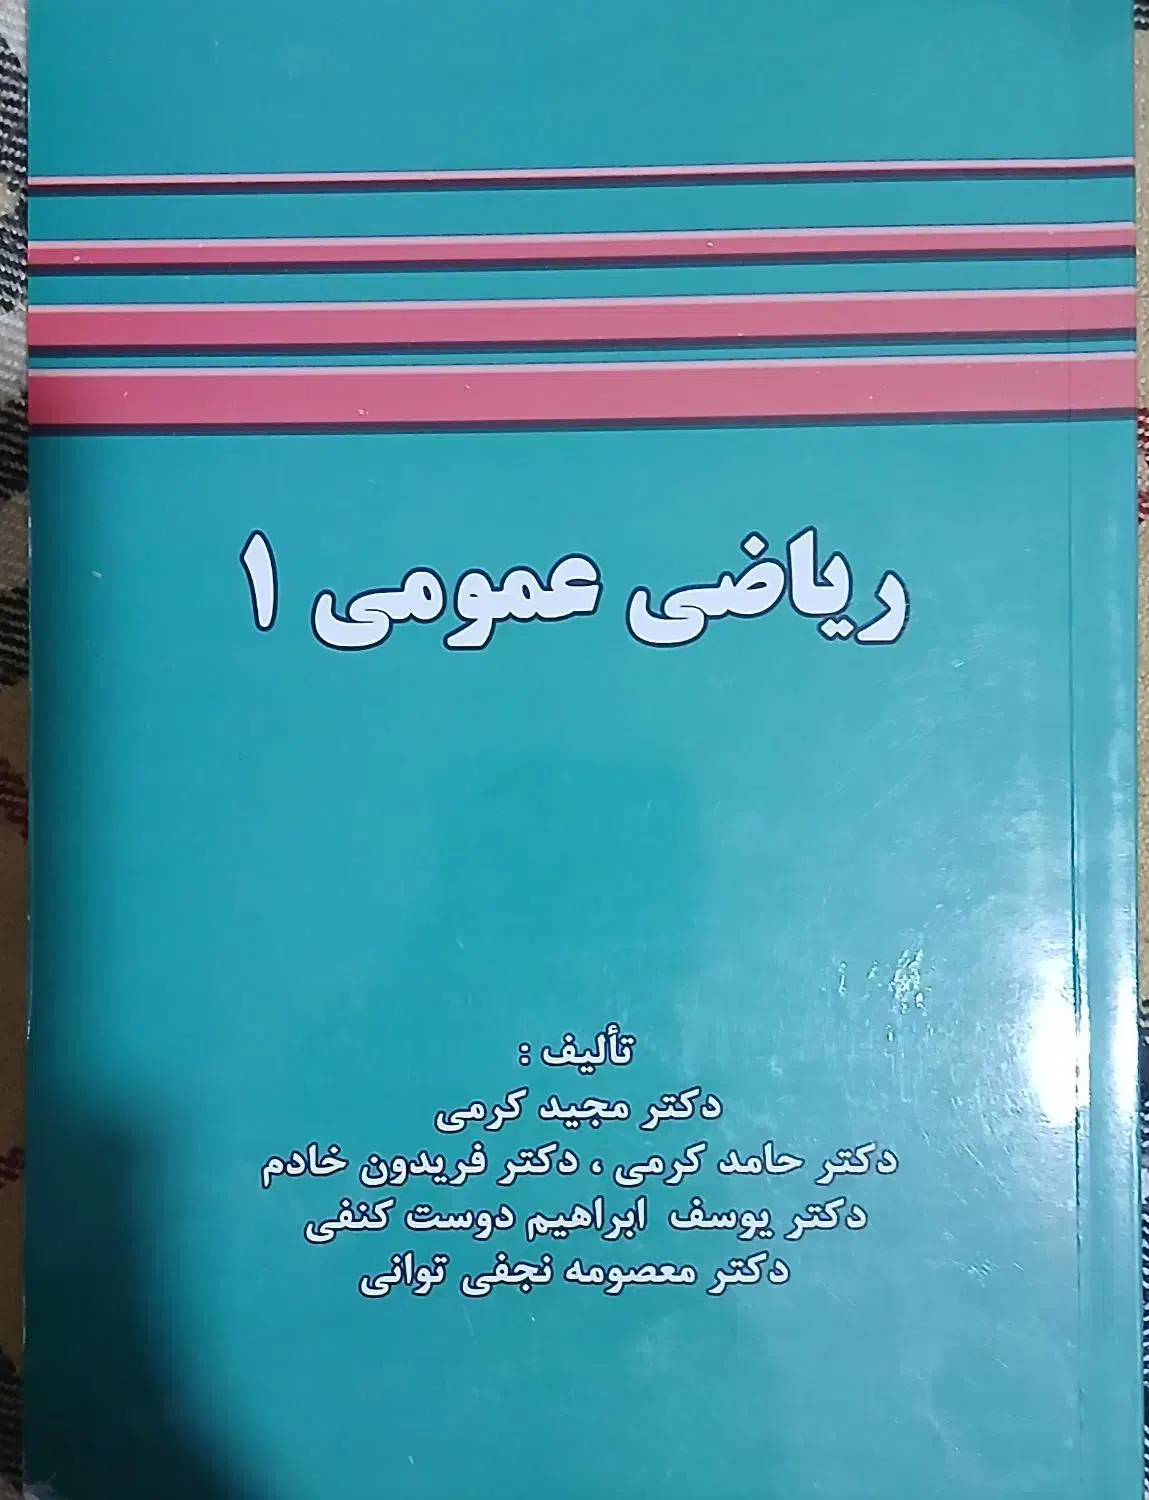 ریاضی عمومی ۱
تألیف :
دکتر مجید کرمی
دکتر حامد کرمی ، دکتر فریدون خادم
دکتر یوسف ابراهیم دوست کنفی
دکتر معصومه نجفی توانی